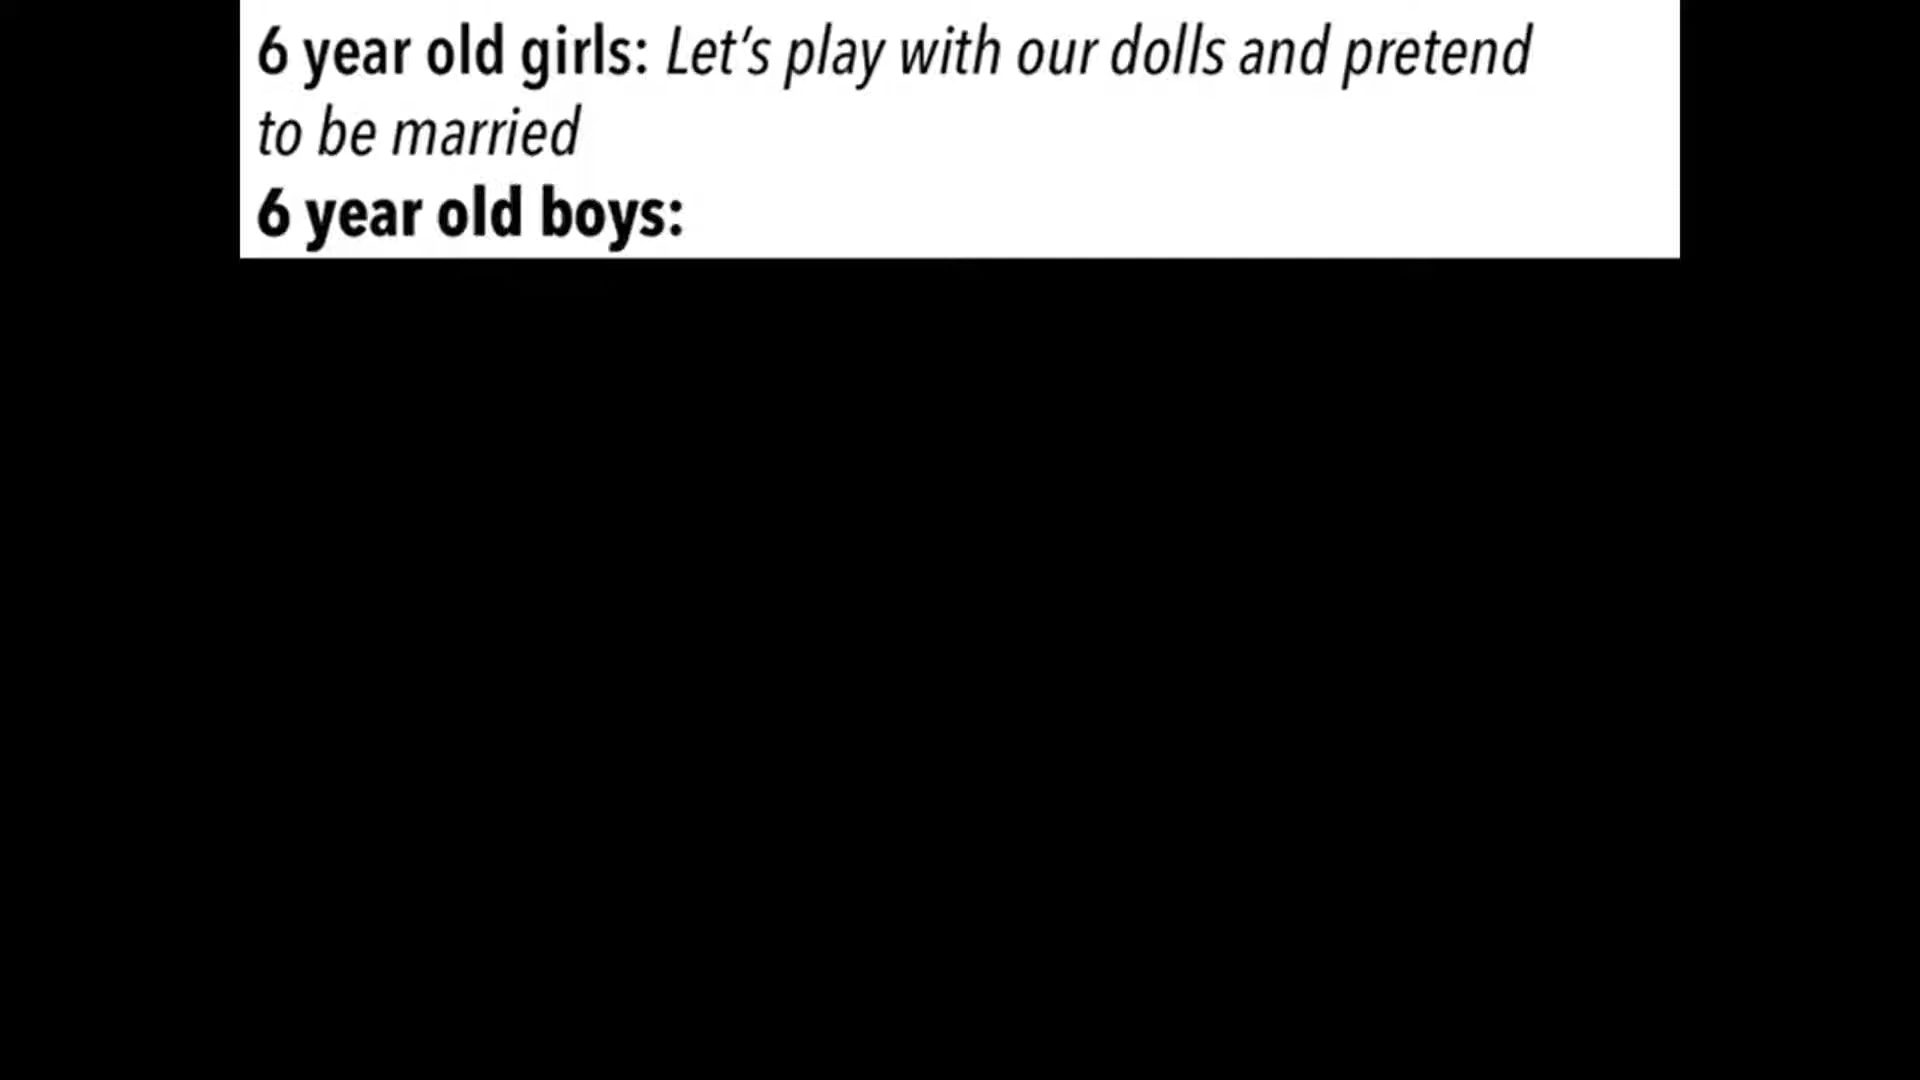 6 year old girls: Let's play with our dolls and pretend
to be married
6 year old boys: